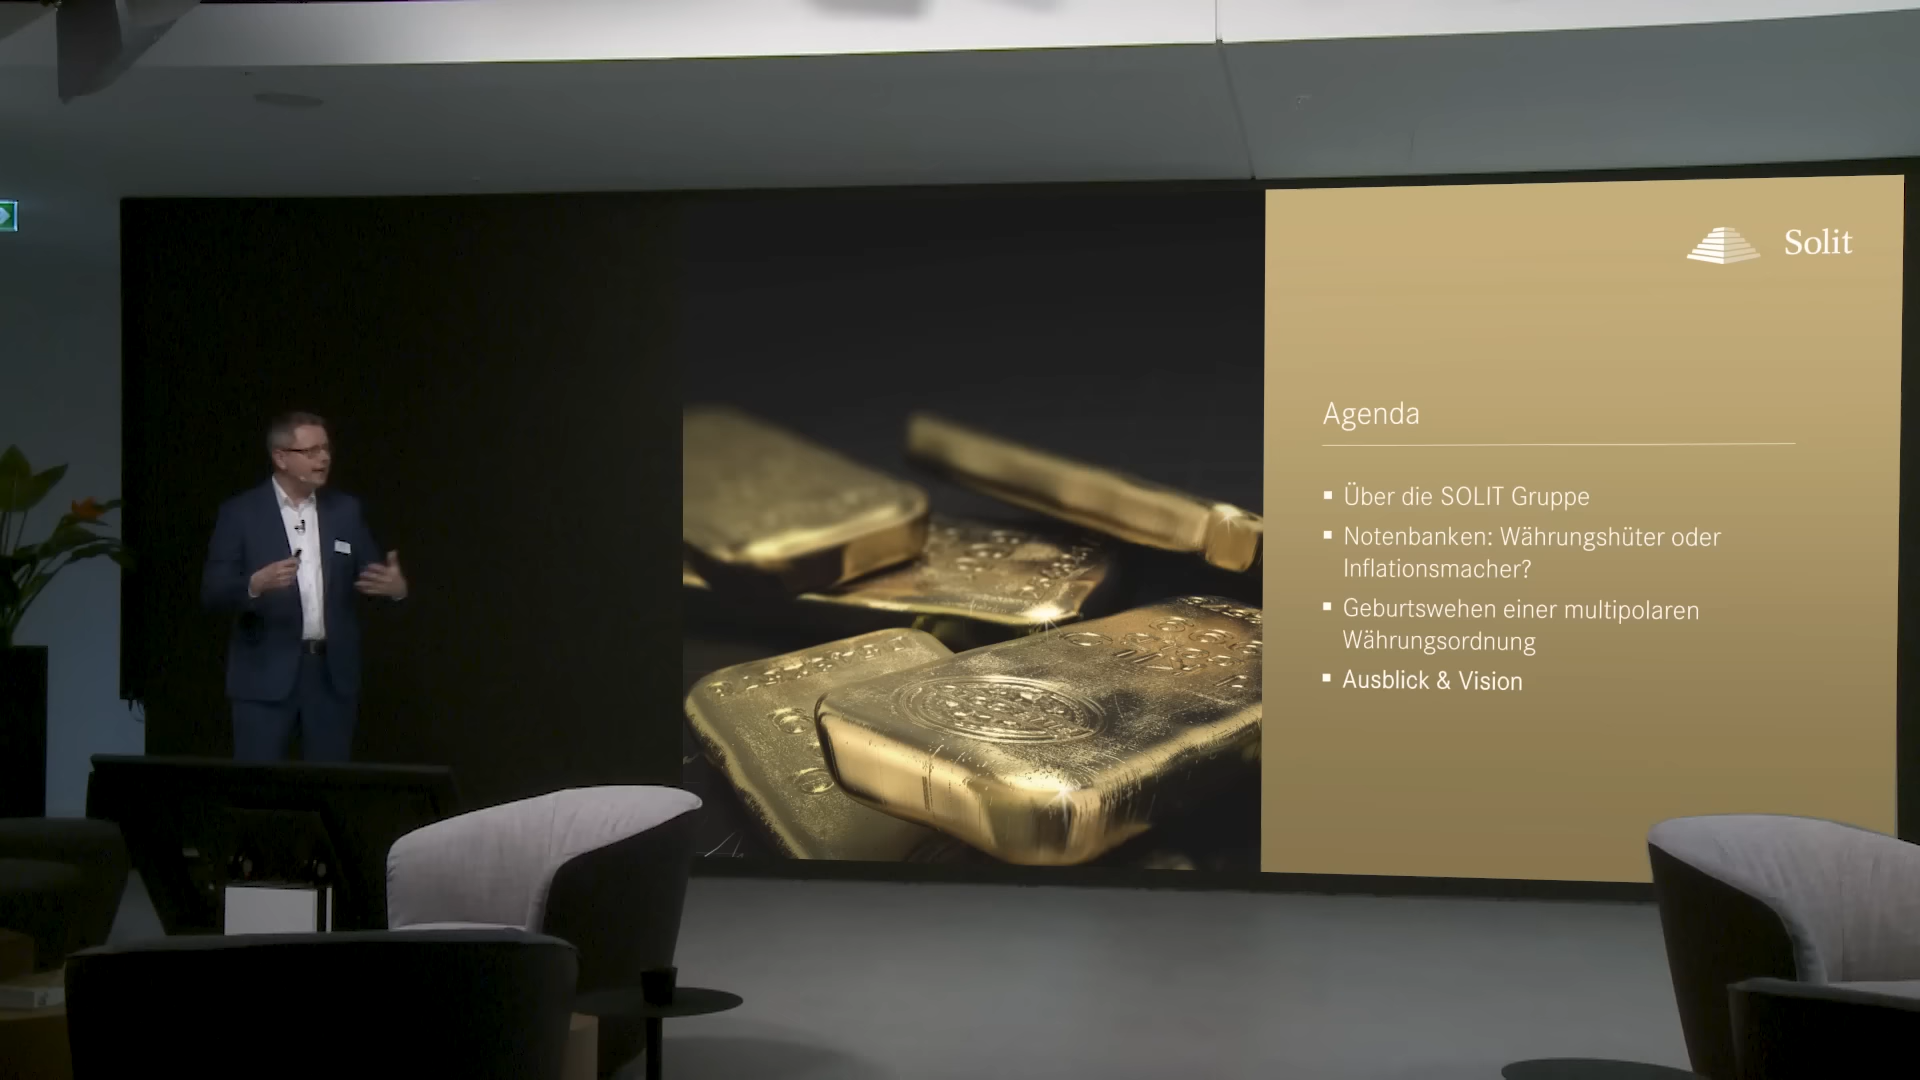 Solit
Agenda
▪ Über die SOLIT Gruppe
▪ Notenbanken: Währungshüter oder
Inflationsmacher?
▪ Geburtswehen einer multipolaren
Währungsordnung
▪ Ausblick & Vision